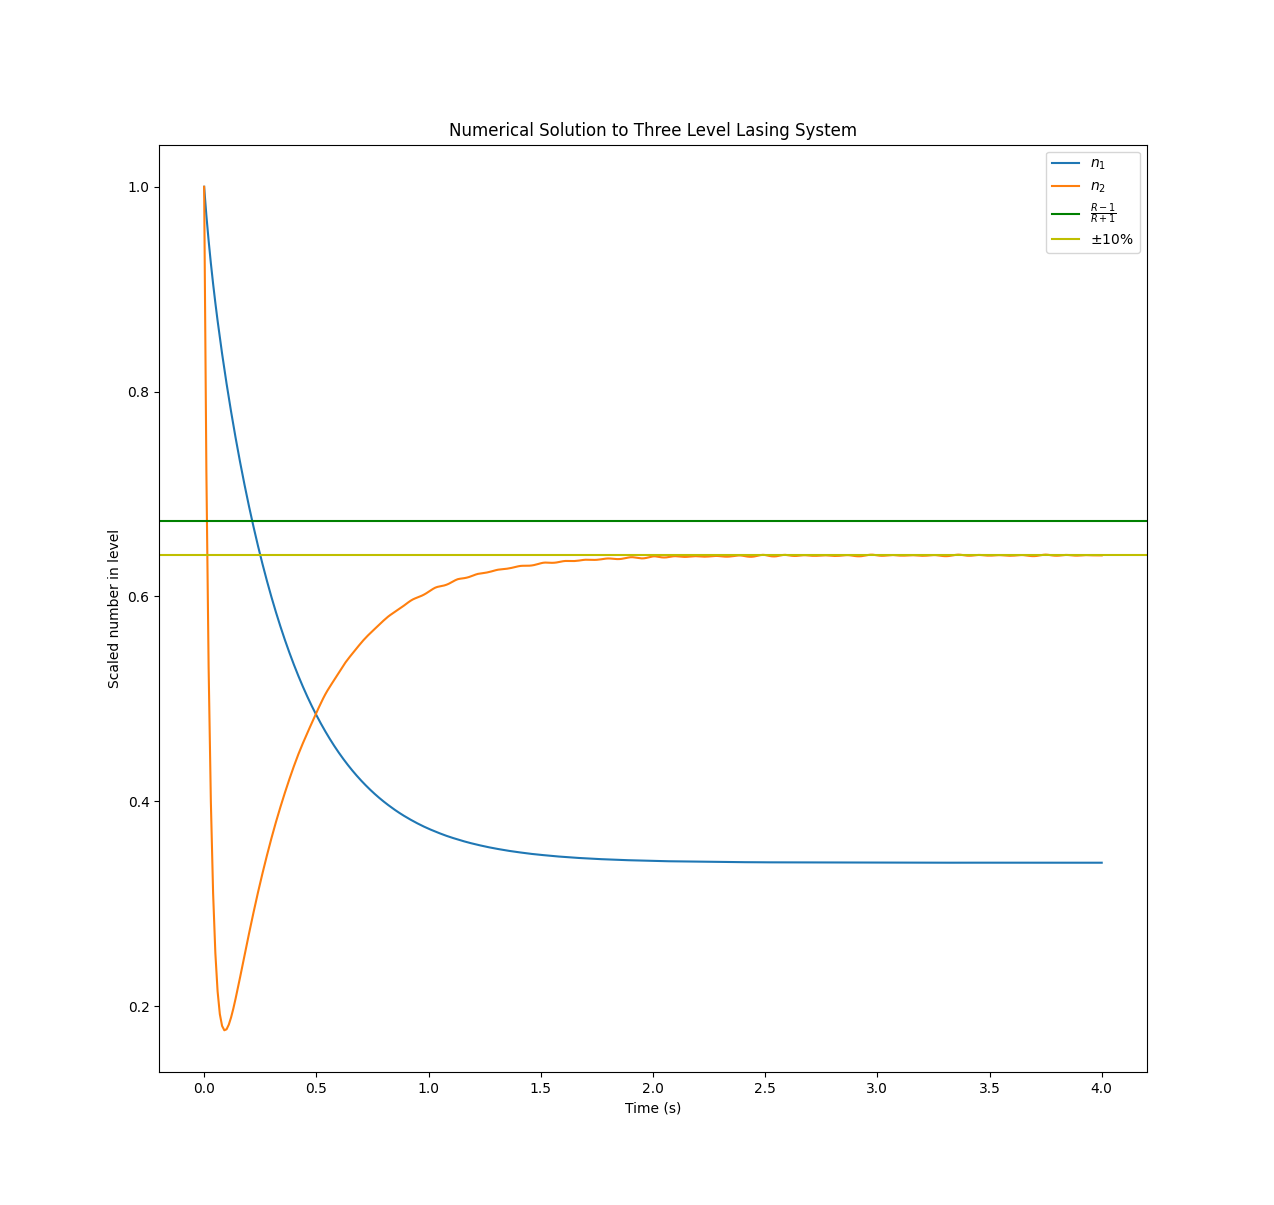 Numerical Solution to Three Level Lasing System
n₁
n₂
R − 1
R + 1
±10%
1.0
0.8
0.6
0.4
0.2
Scaled number in level
0.0 0.5 1.0 1.5 2.0 2.5 3.0 3.5 4.0
Time (s)